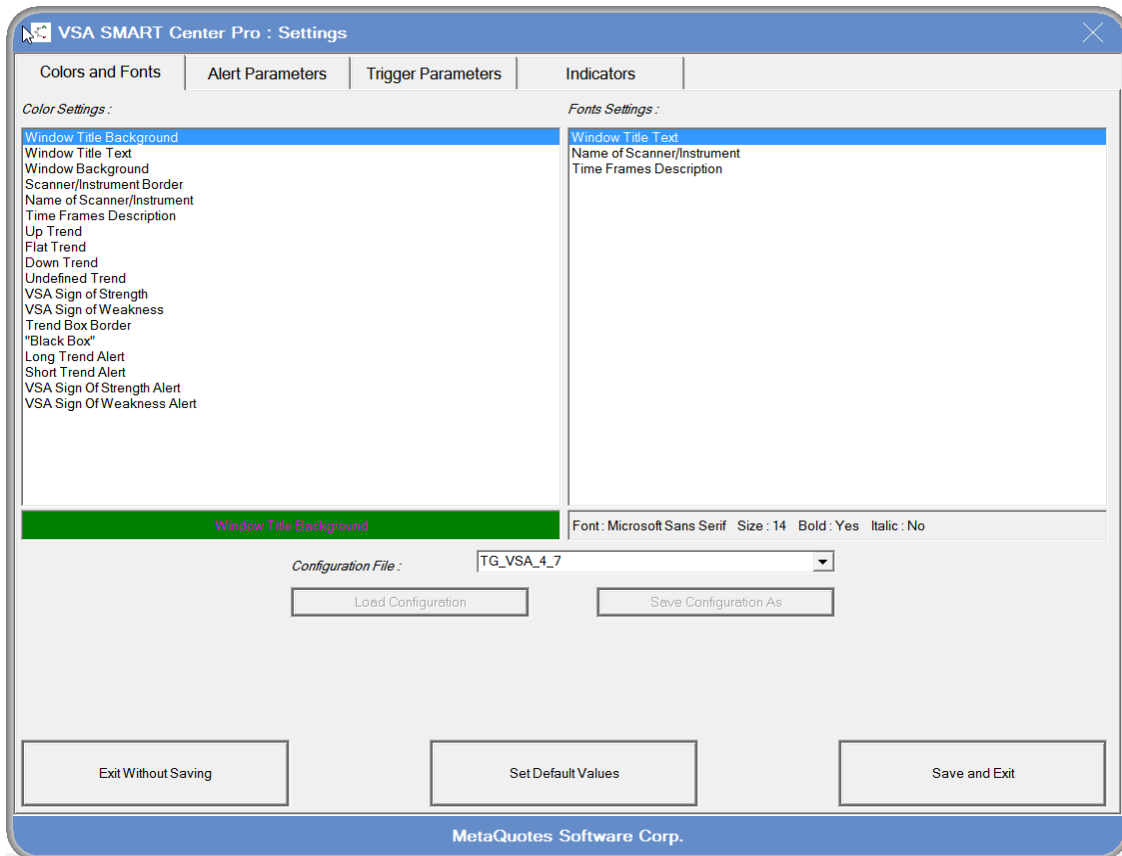 VSA SMART Center Pro : Settings
Colors and Fonts
Alert Parameters
Trigger Parameters
Indicators
Color Settings :
Window Title Background
Window Title Text
Window Background
Scanner/Instrument Border
Name of Scanner/Instrument
Time Frames Description
Up Trend
Flat Trend
Down Trend
Undefined Trend
VSA Sign of Strength
VSA Sign of Weakness
Trend Box Border
"Black Box"
Long Trend Alert
Short Trend Alert
VSA Sign Of Strength Alert
VSA Sign Of Weakness Alert
Window Title Background
Fonts Settings :
Window Title Text
Name of Scanner/Instrument
Time Frames Description
Font : Microsoft Sans Serif Size : 14 Bold : Yes Italic : No
Configuration File :
TG_VSA_4_7
Load Configuration
Save Configuration As
Exit Without Saving
Set Default Values
Save and Exit
MetaQuotes Software Corp.